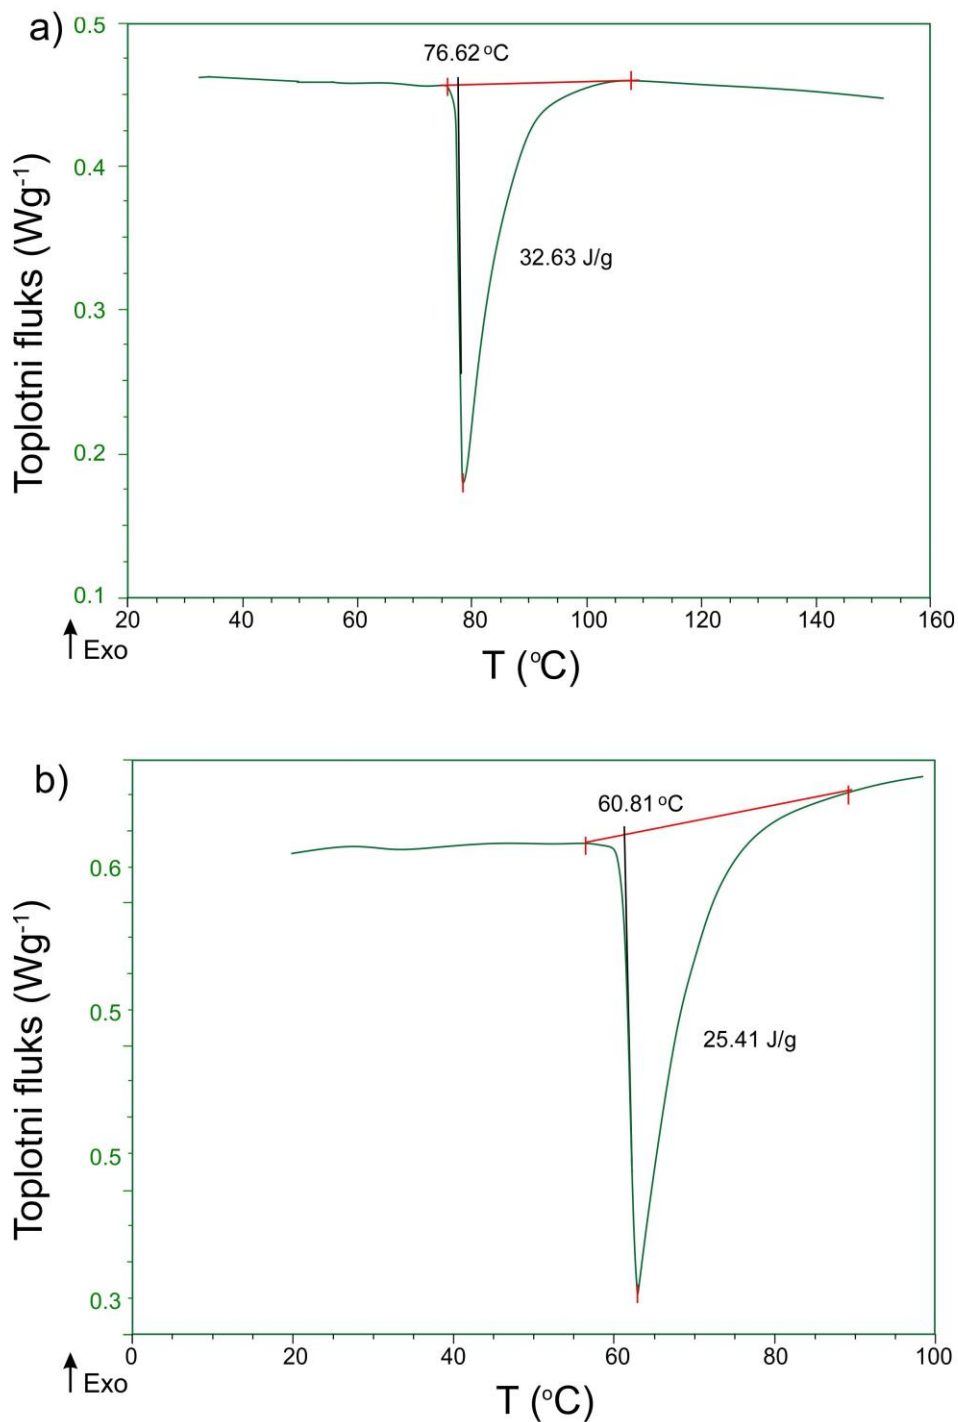 a)
0.5
76.62 °C
0.4
32.63 J/g
0.3
0.2
0.1
Toplotni fluks (Wg⁻¹)
20 40 60 80 100 120 140 160
Exo
T (°C)
b)
60.81 °C
0.6
0.5
25.41 J/g
0.5
0.3
Toplotni fluks (Wg⁻¹)
0 20 40 60 80 100
Exo
T (°C)